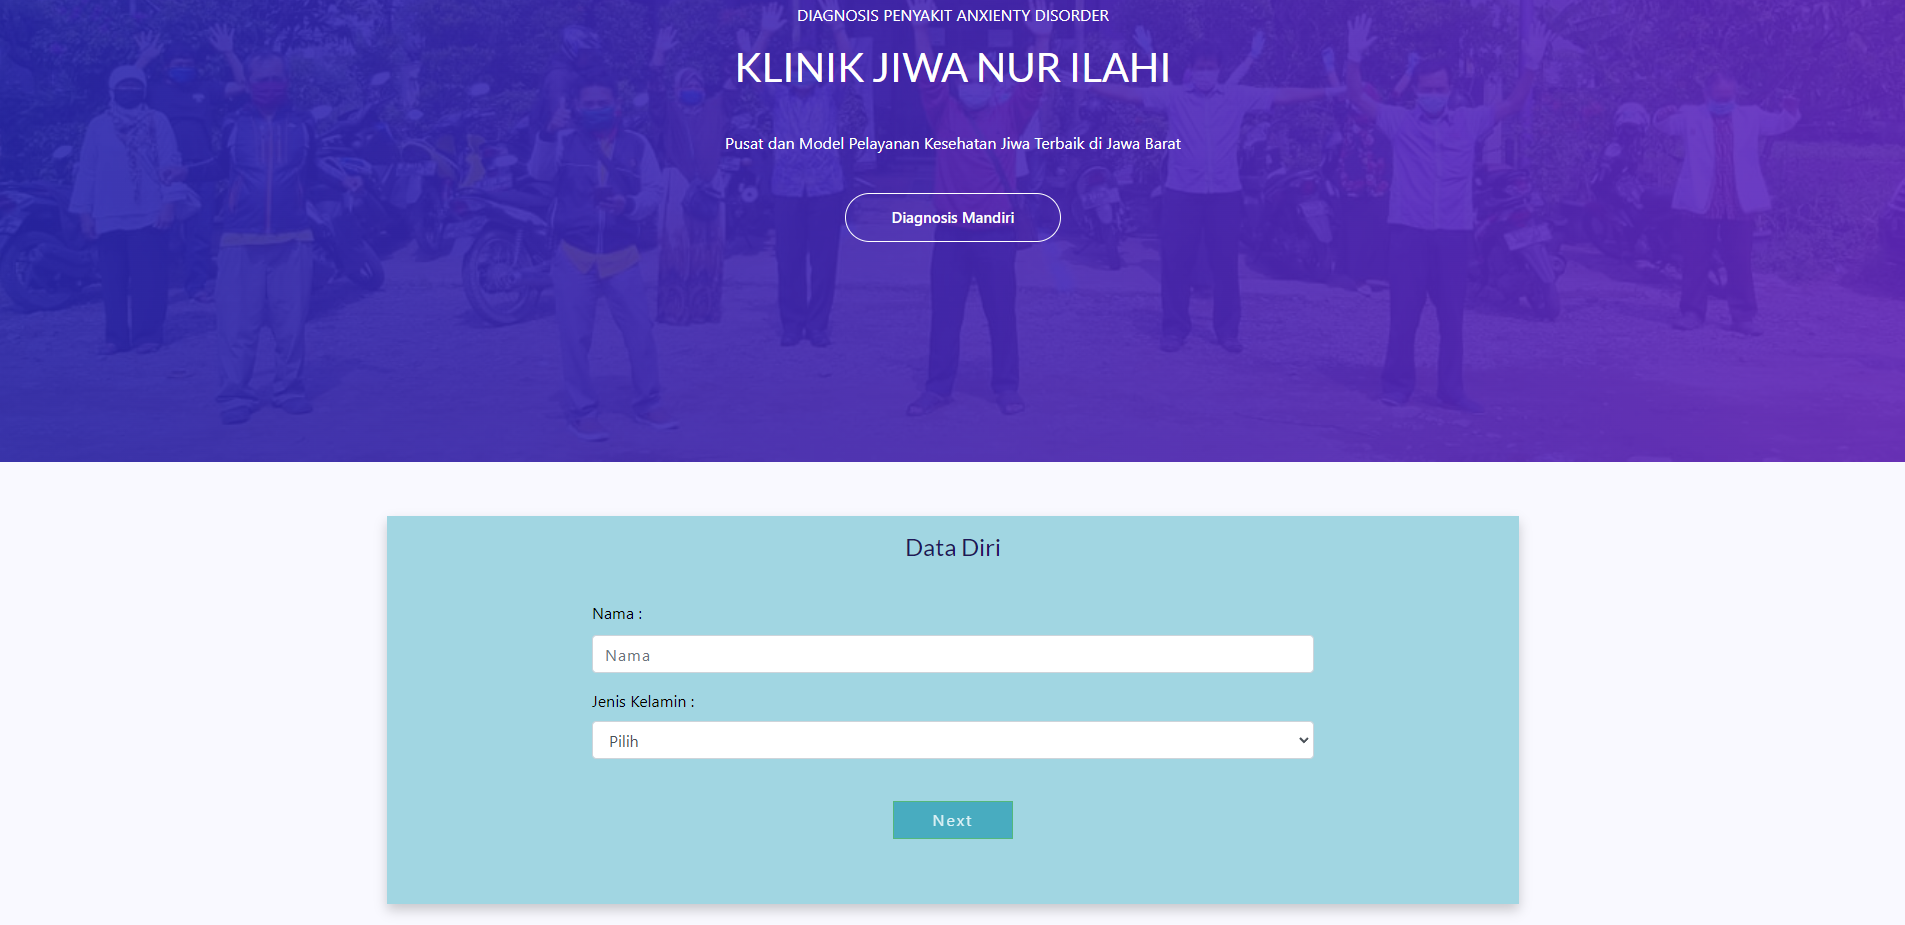 DIAGNOSIS PENYAKIT ANXIENTY DISORDER
KLINIK JIWA NUR ILAHI
Pusat dan Model Pelayanan Kesehatan Jiwa Terbaik di Jawa Barat
Diagnosis Mandiri
Data Diri
Nama :
Nama
Jenis Kelamin :
Pilih
Next